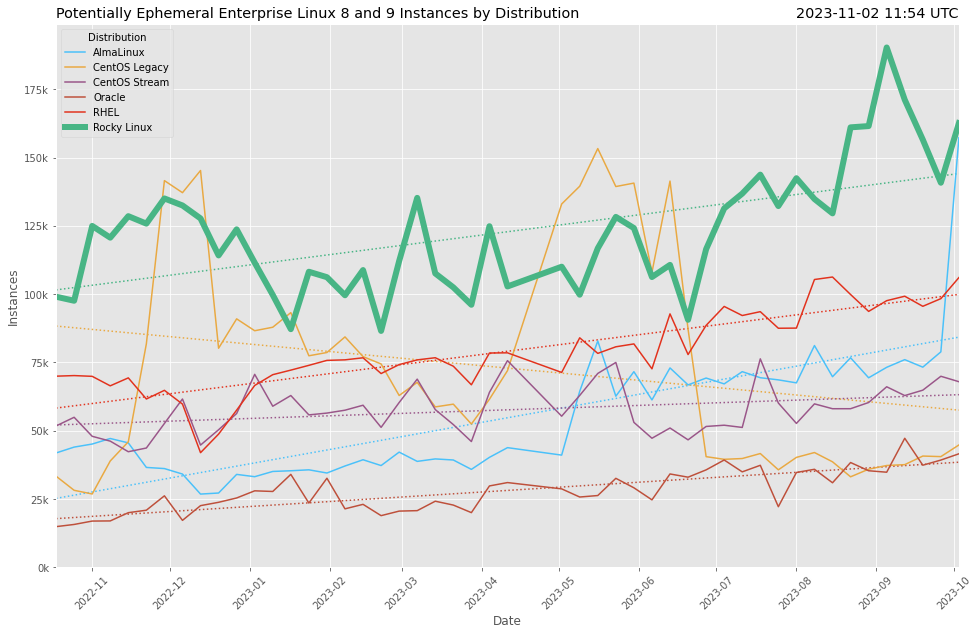 Potentially Ephemeral Enterprise Linux 8 and 9 Instances by Distribution 2023-11-02 11:54 UTC
Distribution
AlmaLinux
CentOS Legacy
CentOS Stream
Oracle
RHEL
Rocky Linux
175k
150k
125k
100k
75k
50k
25k
0k
Instances
2022-11 2022-12 2023-01 2023-02 2023-03 2023-04 2023-05 2023-06 2023-07 2023-08 2023-09 2023-10
Date